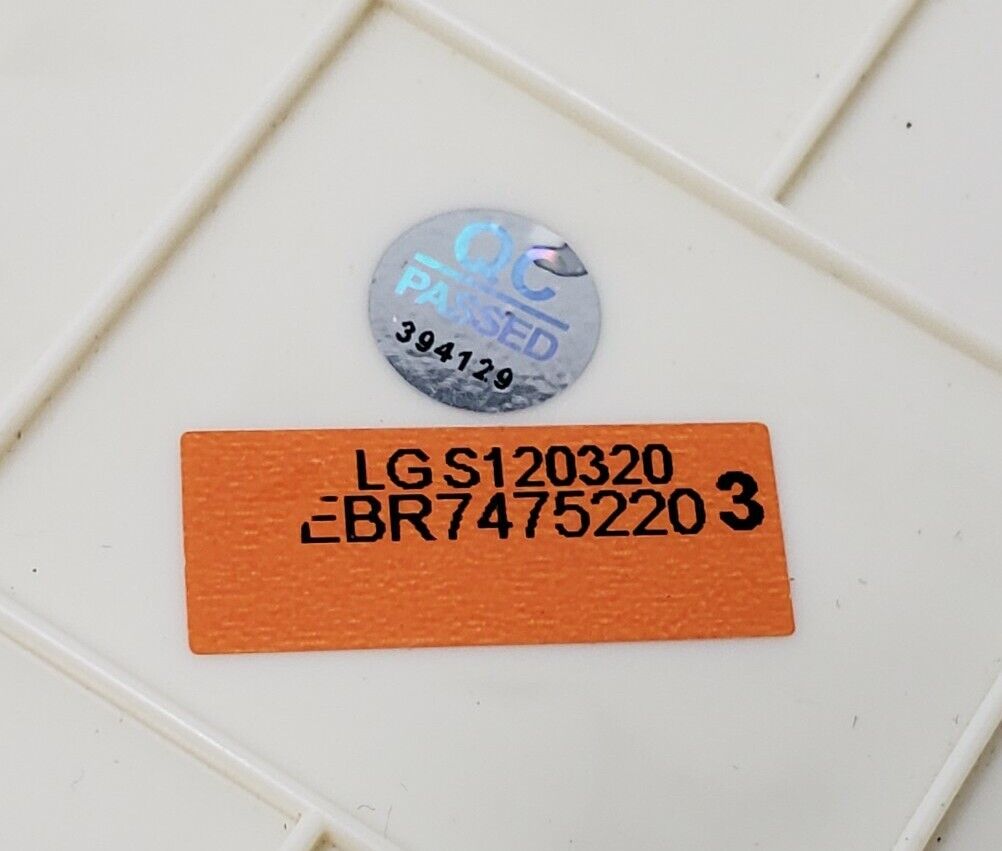 QC
PASSED
394129
LG S120320
EBR7475220 3